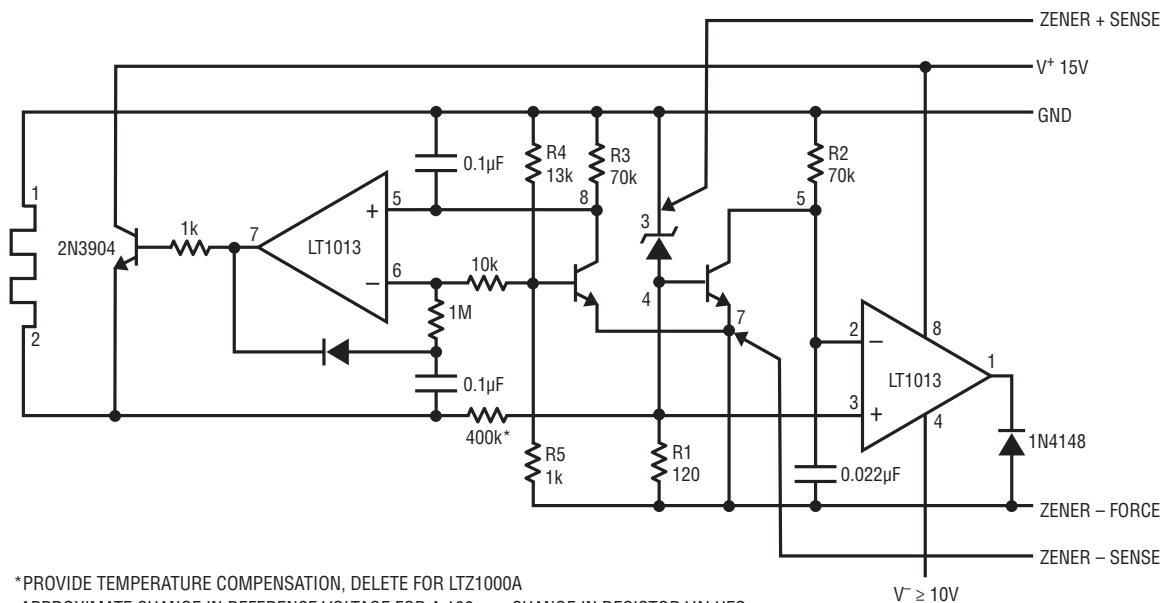 ZENER + SENSE
V+ 15V
GND
1
2
2N3904
1k
7
LT1013
0.1µF
5
+
6
–
10k
1M
0.1µF
400k*
R4
13k
R3
70k
8
R5
1k
3
4
R1
120
7
5
R2
70k
2
–
3
+
LT1013
8
1
4
0.022µF
1N4148
ZENER – FORCE
ZENER – SENSE
V– ≥ 10V
*PROVIDE TEMPERATURE COMPENSATION, DELETE FOR LTZ1000A